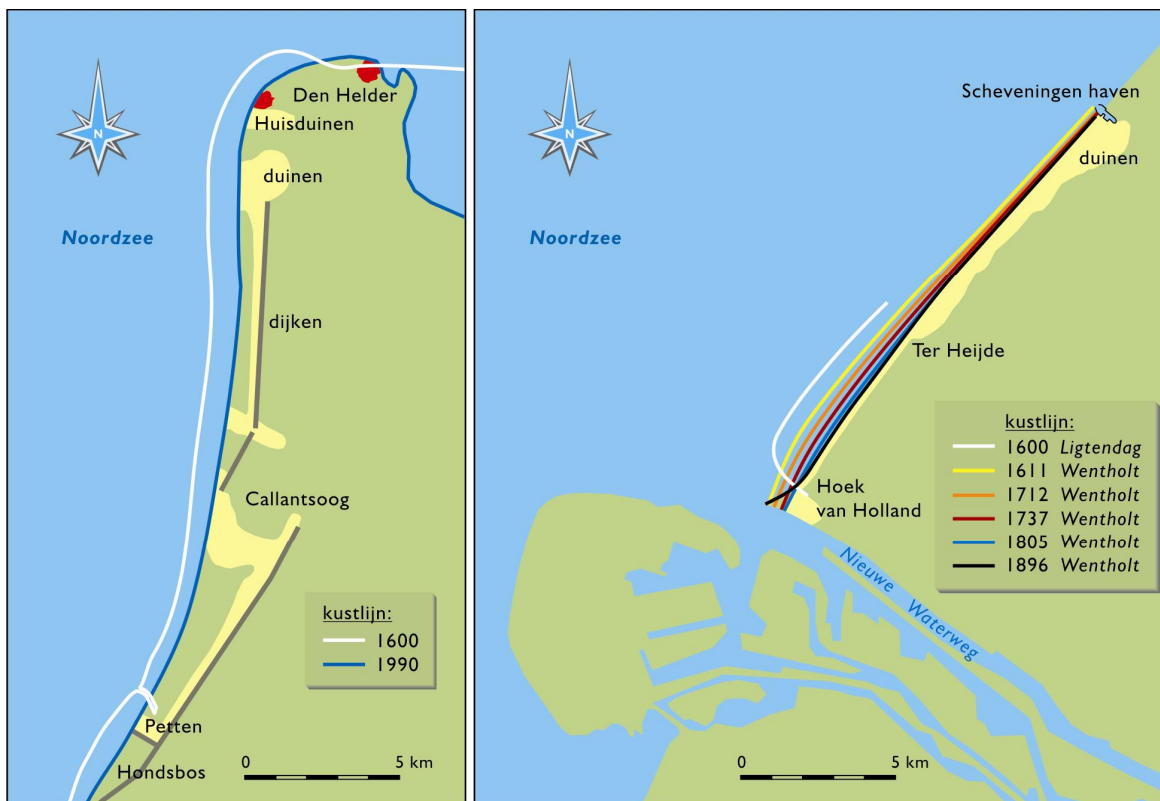 N
Den Helder
Huisduinen
duinen
Noordzee
dijken
Callantsoog
kustlijn:
1600
1990
Petten
Hondsbos
0 5 km
N
Scheveningen haven
duinen
Noordzee
Ter Heijde
Hoek
van Holland
kustlijn:
1600 Ligtendag
1611 Wentholt
1712 Wentholt
1737 Wentholt
1805 Wentholt
1896 Wentholt
Nieuwe Waterweg
0 5 km